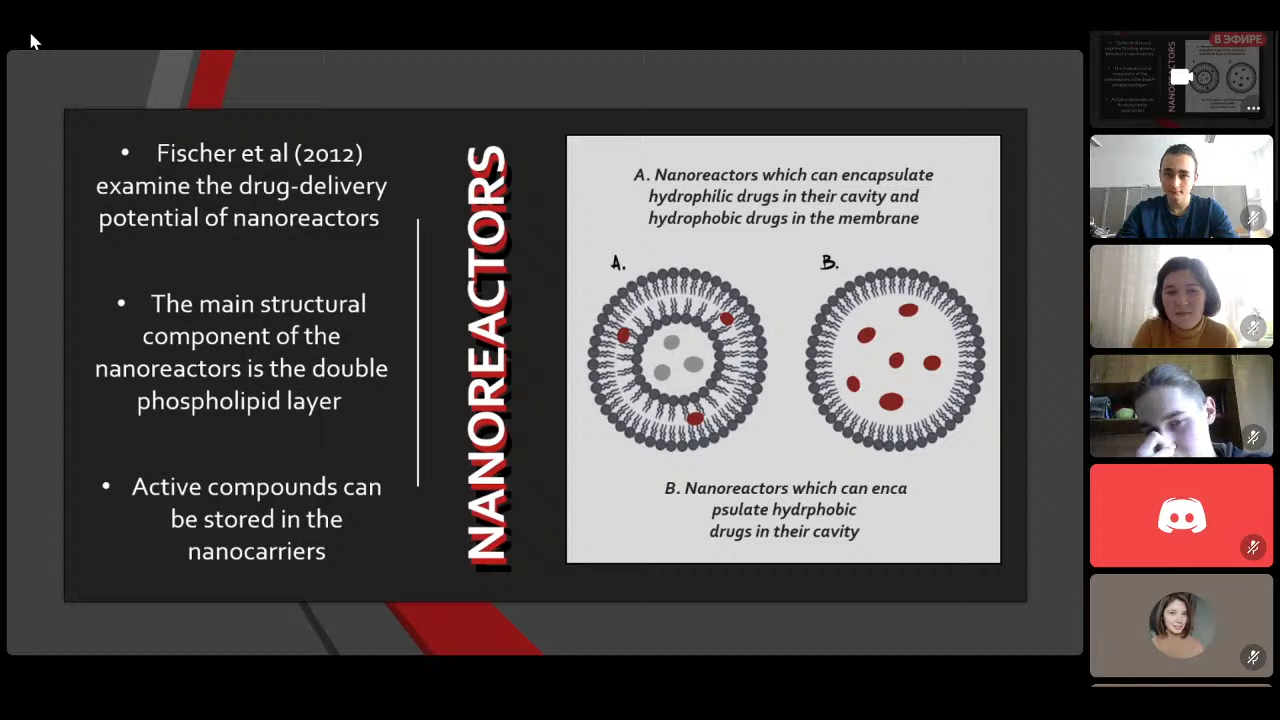 • Fischer et al (2012)
examine the drug-delivery
potential of nanoreactors
• The main structural
component of the
nanoreactors is the double
phospholipid layer
• Active compounds can
be stored in the
nanocarriers
NANOREACTORS
A. Nanoreactors which can encapsulate
hydrophilic drugs in their cavity and
hydrophobic drugs in the membrane
A.
B.
B. Nanoreactors which can enca
psulate hydrphobic
drugs in their cavity
В ЭФИРЕ
NANOREACTORS